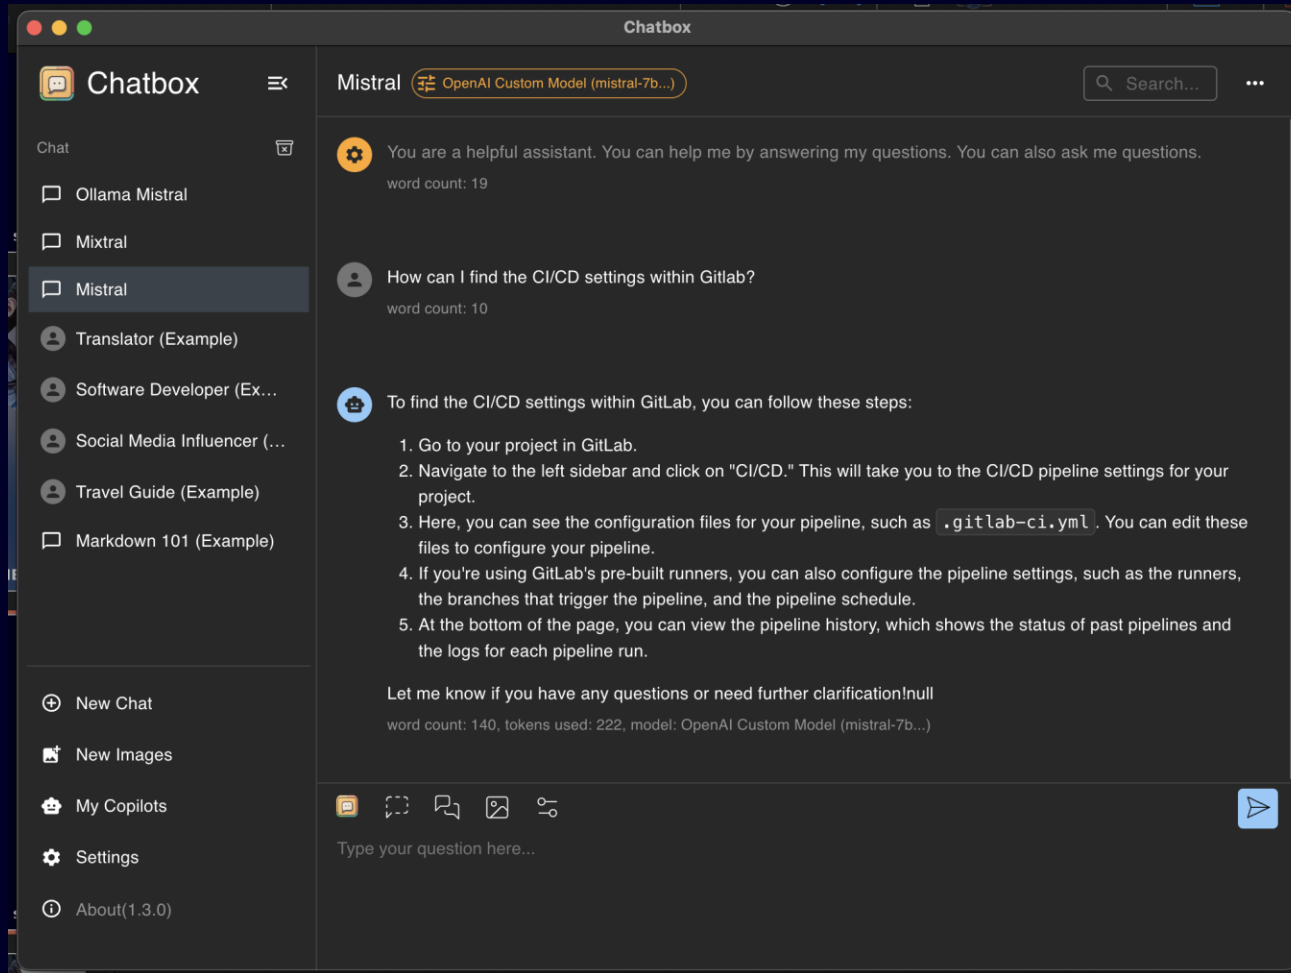 Chatbox
Chatbox
Chat
Ollama Mistral
Mixtral
Mistral
Translator (Example)
Software Developer (Ex...
Social Media Influencer (...
Travel Guide (Example)
Markdown 101 (Example)
New Chat
New Images
My Copilots
Settings
About(1.3.0)
Mistral OpenAI Custom Model (mistral-7b...) Search...
You are a helpful assistant. You can help me by answering my questions. You can also ask me questions.
word count: 19
How can I find the CI/CD settings within Gitlab?
word count: 10
To find the CI/CD settings within GitLab, you can follow these steps:
1. Go to your project in GitLab.
2. Navigate to the left sidebar and click on "CI/CD." This will take you to the CI/CD pipeline settings for your
project.
3. Here, you can see the configuration files for your pipeline, such as .gitlab-ci.yml . You can edit these
files to configure your pipeline.
4. If you're using GitLab's pre-built runners, you can also configure the pipeline settings, such as the runners,
the branches that trigger the pipeline, and the pipeline schedule.
5. At the bottom of the page, you can view the pipeline history, which shows the status of past pipelines and
the logs for each pipeline run.
Let me know if you have any questions or need further clarification!null
word count: 140, tokens used: 222, model: OpenAI Custom Model (mistral-7b...)
Type your question here...